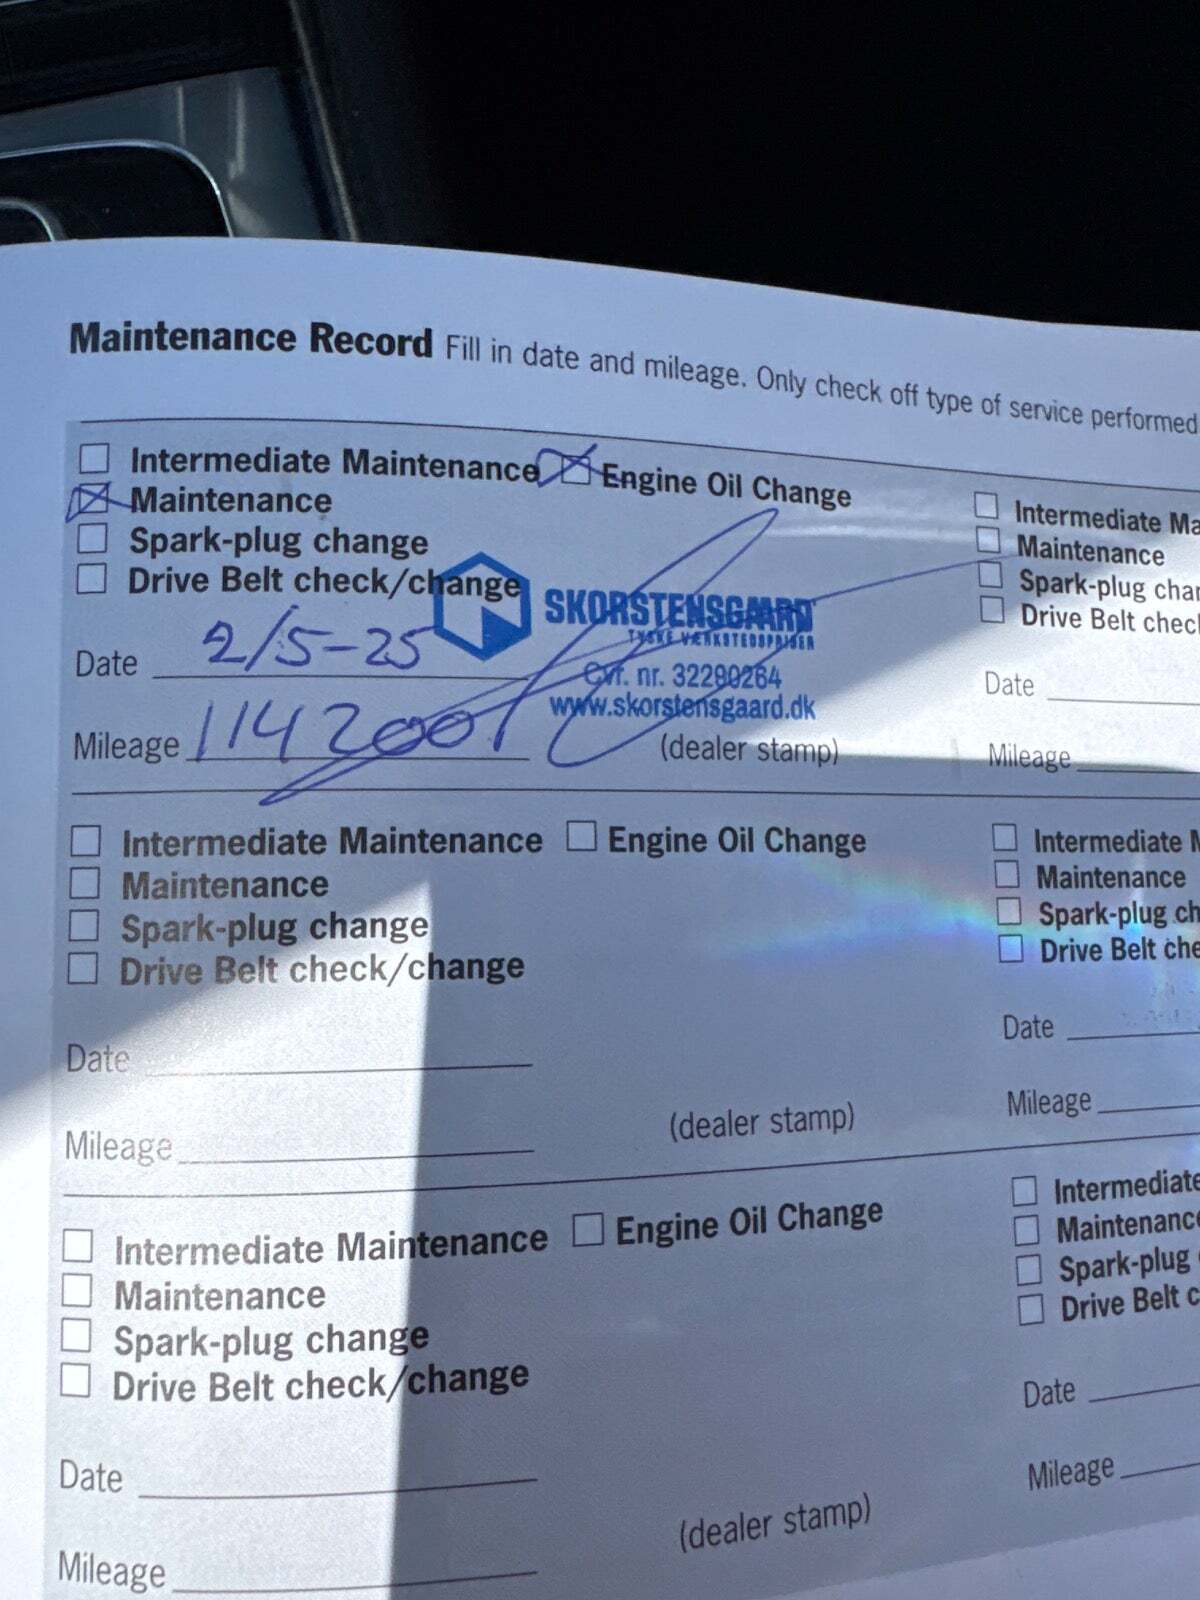 Maintenance Record Fill in date and mileage. Only check off type of service performed
Intermediate Maintenance Engine Oil Change
Maintenance
Spark-plug change
Drive Belt check/change
SKORSTENSGAARD
TYSKE VÆRKSTEDSPRISER
Cvr. nr. 32290264
www.skorstensgaard.dk
Date 2/5-25
Mileage 114200
(dealer stamp)
Intermediate Ma
Maintenance
Spark-plug char
Drive Belt check
Date
Mileage
Intermediate Maintenance Engine Oil Change
Maintenance
Spark-plug change
Drive Belt check/change
Date
Mileage
(dealer stamp)
Intermediate M
Maintenance
Spark-plug ch
Drive Belt che
Date
Mileage
Intermediate Maintenance Engine Oil Change
Maintenance
Spark-plug change
Drive Belt check/change
Date
Mileage
(dealer stamp)
Intermediate
Maintenance
Spark-plug
Drive Belt c
Date
Mileage